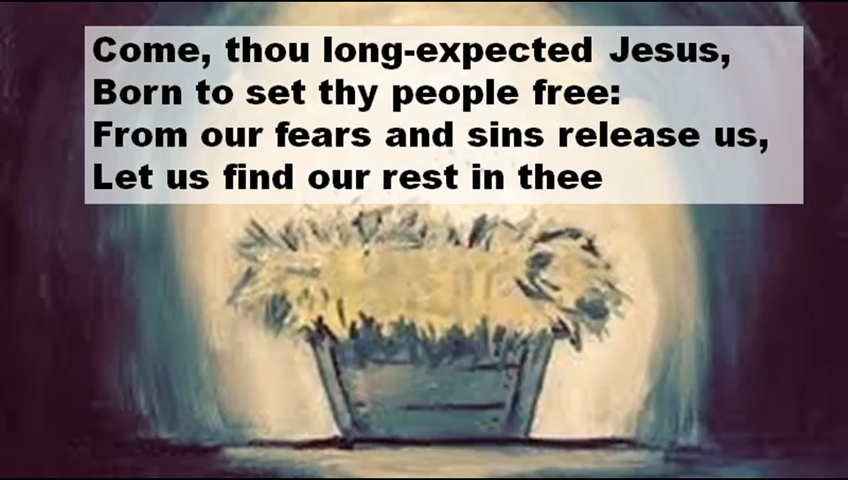 Come, thou long-expected Jesus,
Born to set thy people free:
From our fears and sins release us,
Let us find our rest in thee